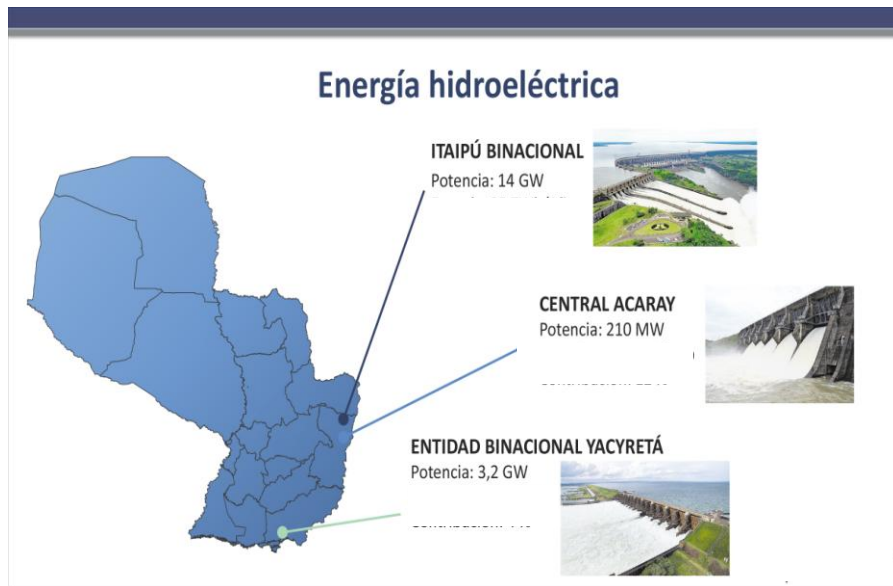 Energía hidroeléctrica
ITAIPÚ BINACIONAL
Potencia: 14 GW
CENTRAL ACARAY
Potencia: 210 MW
ENTIDAD BINACIONAL YACYRETÁ
Potencia: 3,2 GW